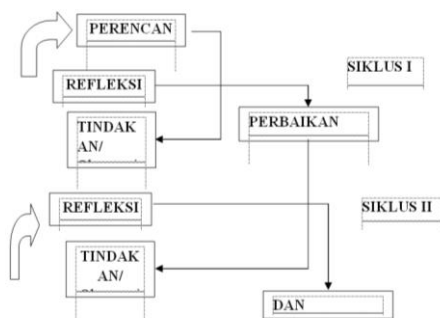 PERENCAN
SIKLUS I
REFLEKSI
PERBAIKAN
TINDAK
AN/
REFLEKSI
SIKLUS II
TINDAK
AN/
DAN